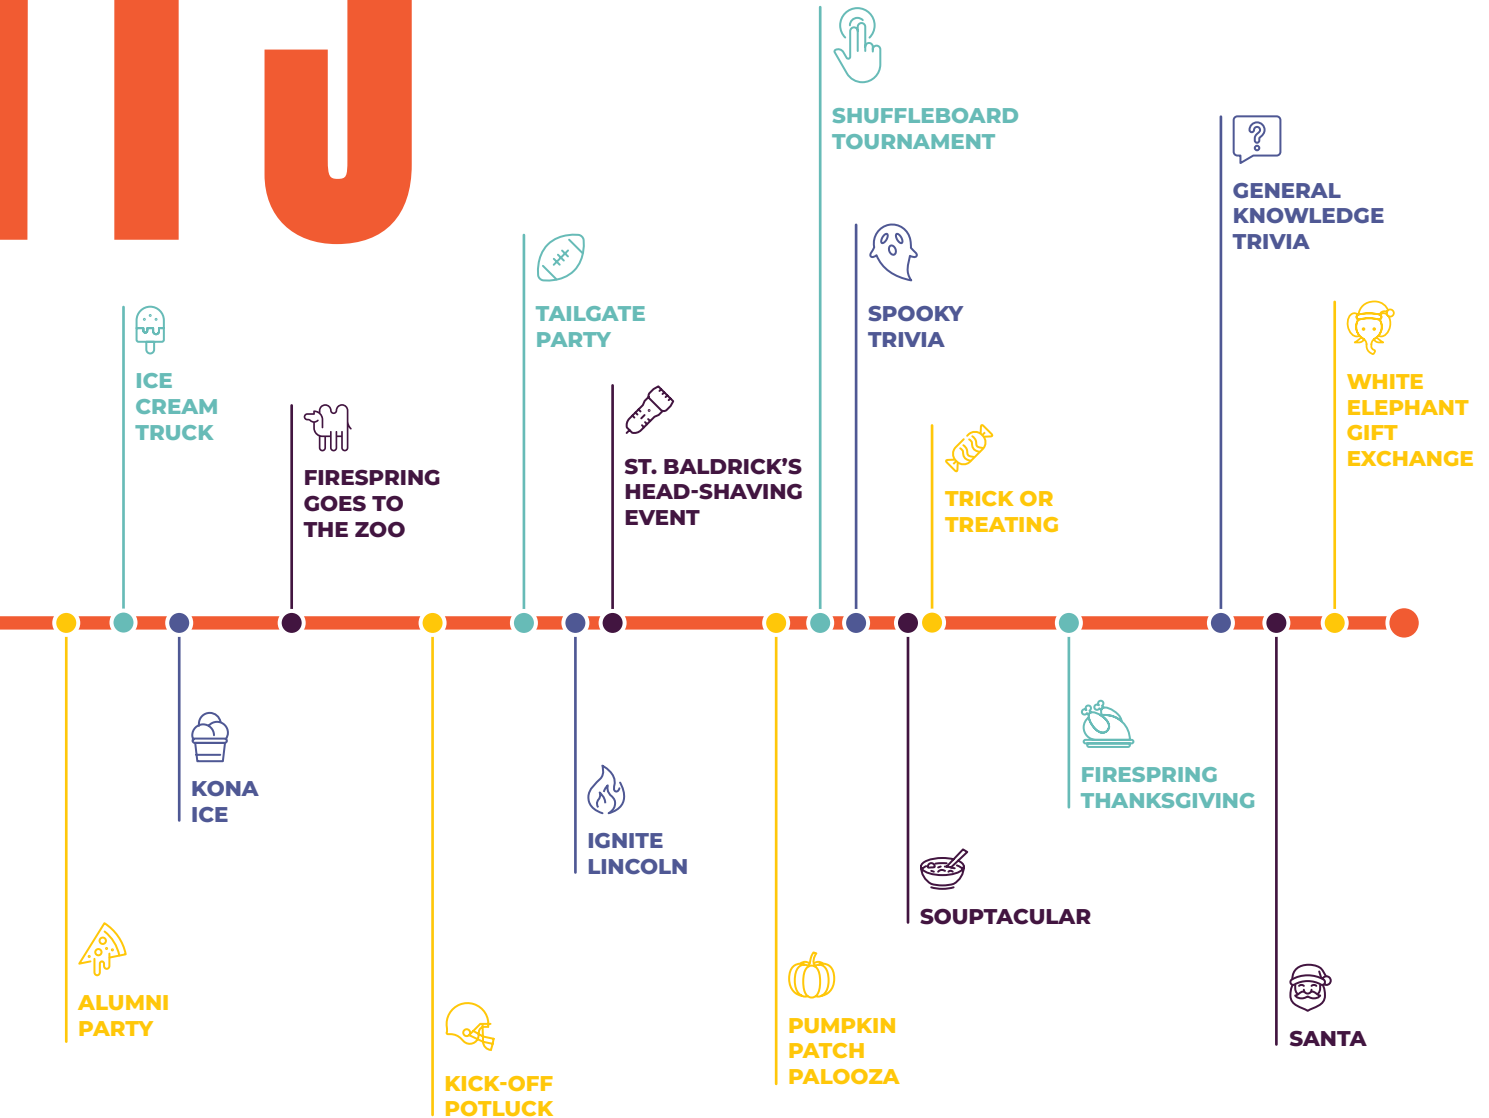 SHUFFLEBOARD
TOURNAMENT
GENERAL
KNOWLEDGE
TRIVIA
TAILGATE
PARTY
SPOOKY
TRIVIA
ICE
CREAM
TRUCK
WHITE
ELEPHANT
GIFT
EXCHANGE
FIRESPRING
GOES TO
THE ZOO
ST. BALDRICK’S
HEAD-SHAVING
EVENT
TRICK OR
TREATING
KONA
ICE
FIRESPRING
THANKSGIVING
IGNITE
LINCOLN
SOUPTACULAR
ALUMNI
PARTY
PUMPKIN
PATCH
PALOOZA
SANTA
KICK-OFF
POTLUCK